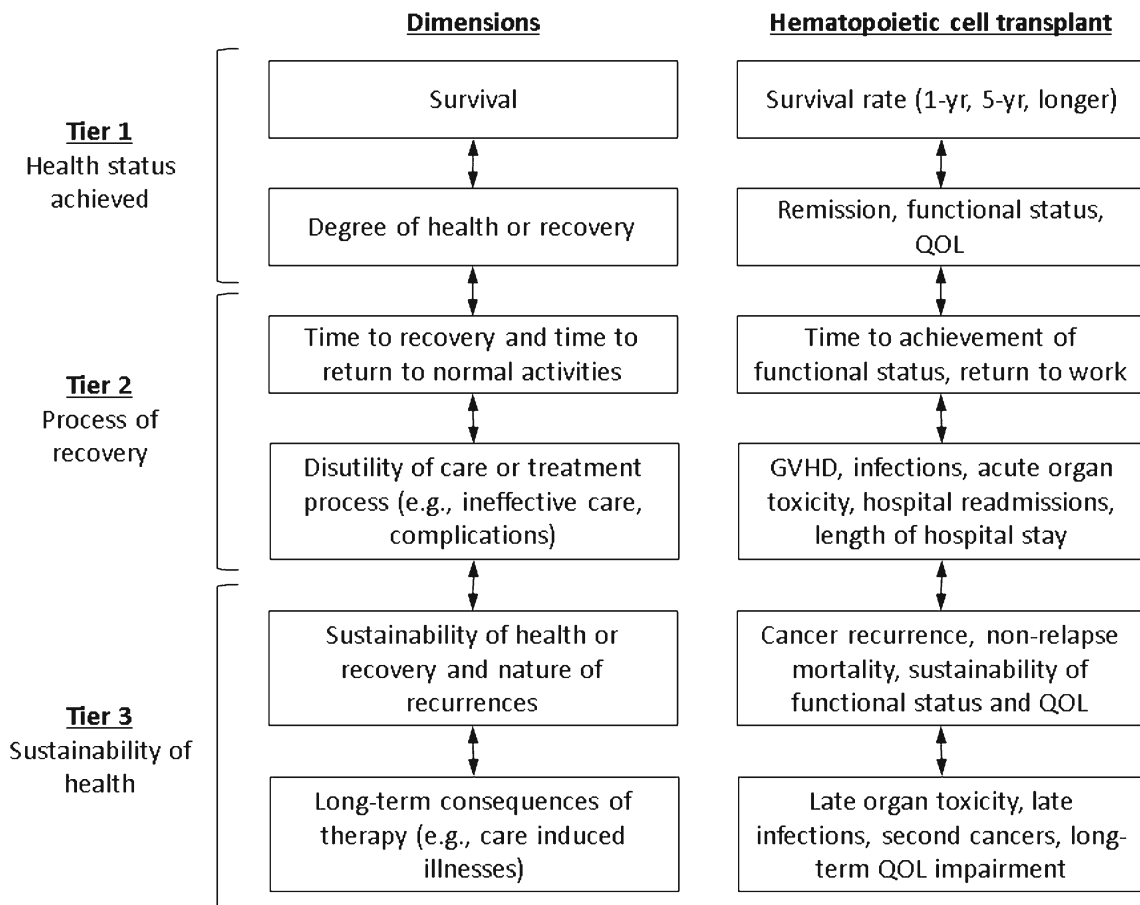 Dimensions
Hematopoietic cell transplant
Tier 1
Health status
achieved
Survival
Survival rate (1-yr, 5-yr, longer)
Degree of health or recovery
Remission, functional status,
QOL
Tier 2
Process of
recovery
Time to recovery and time to
return to normal activities
Time to achievement of
functional status, return to work
Disutility of care or treatment
process (e.g., ineffective care,
complications)
GVHD, infections, acute organ
toxicity, hospital readmissions,
length of hospital stay
Tier 3
Sustainability of
health
Sustainability of health or
recovery and nature of
recurrences
Cancer recurrence, non-relapse
mortality, sustainability of
functional status and QOL
Long-term consequences of
therapy (e.g., care induced
illnesses)
Late organ toxicity, late
infections, second cancers, long-
term QOL impairment